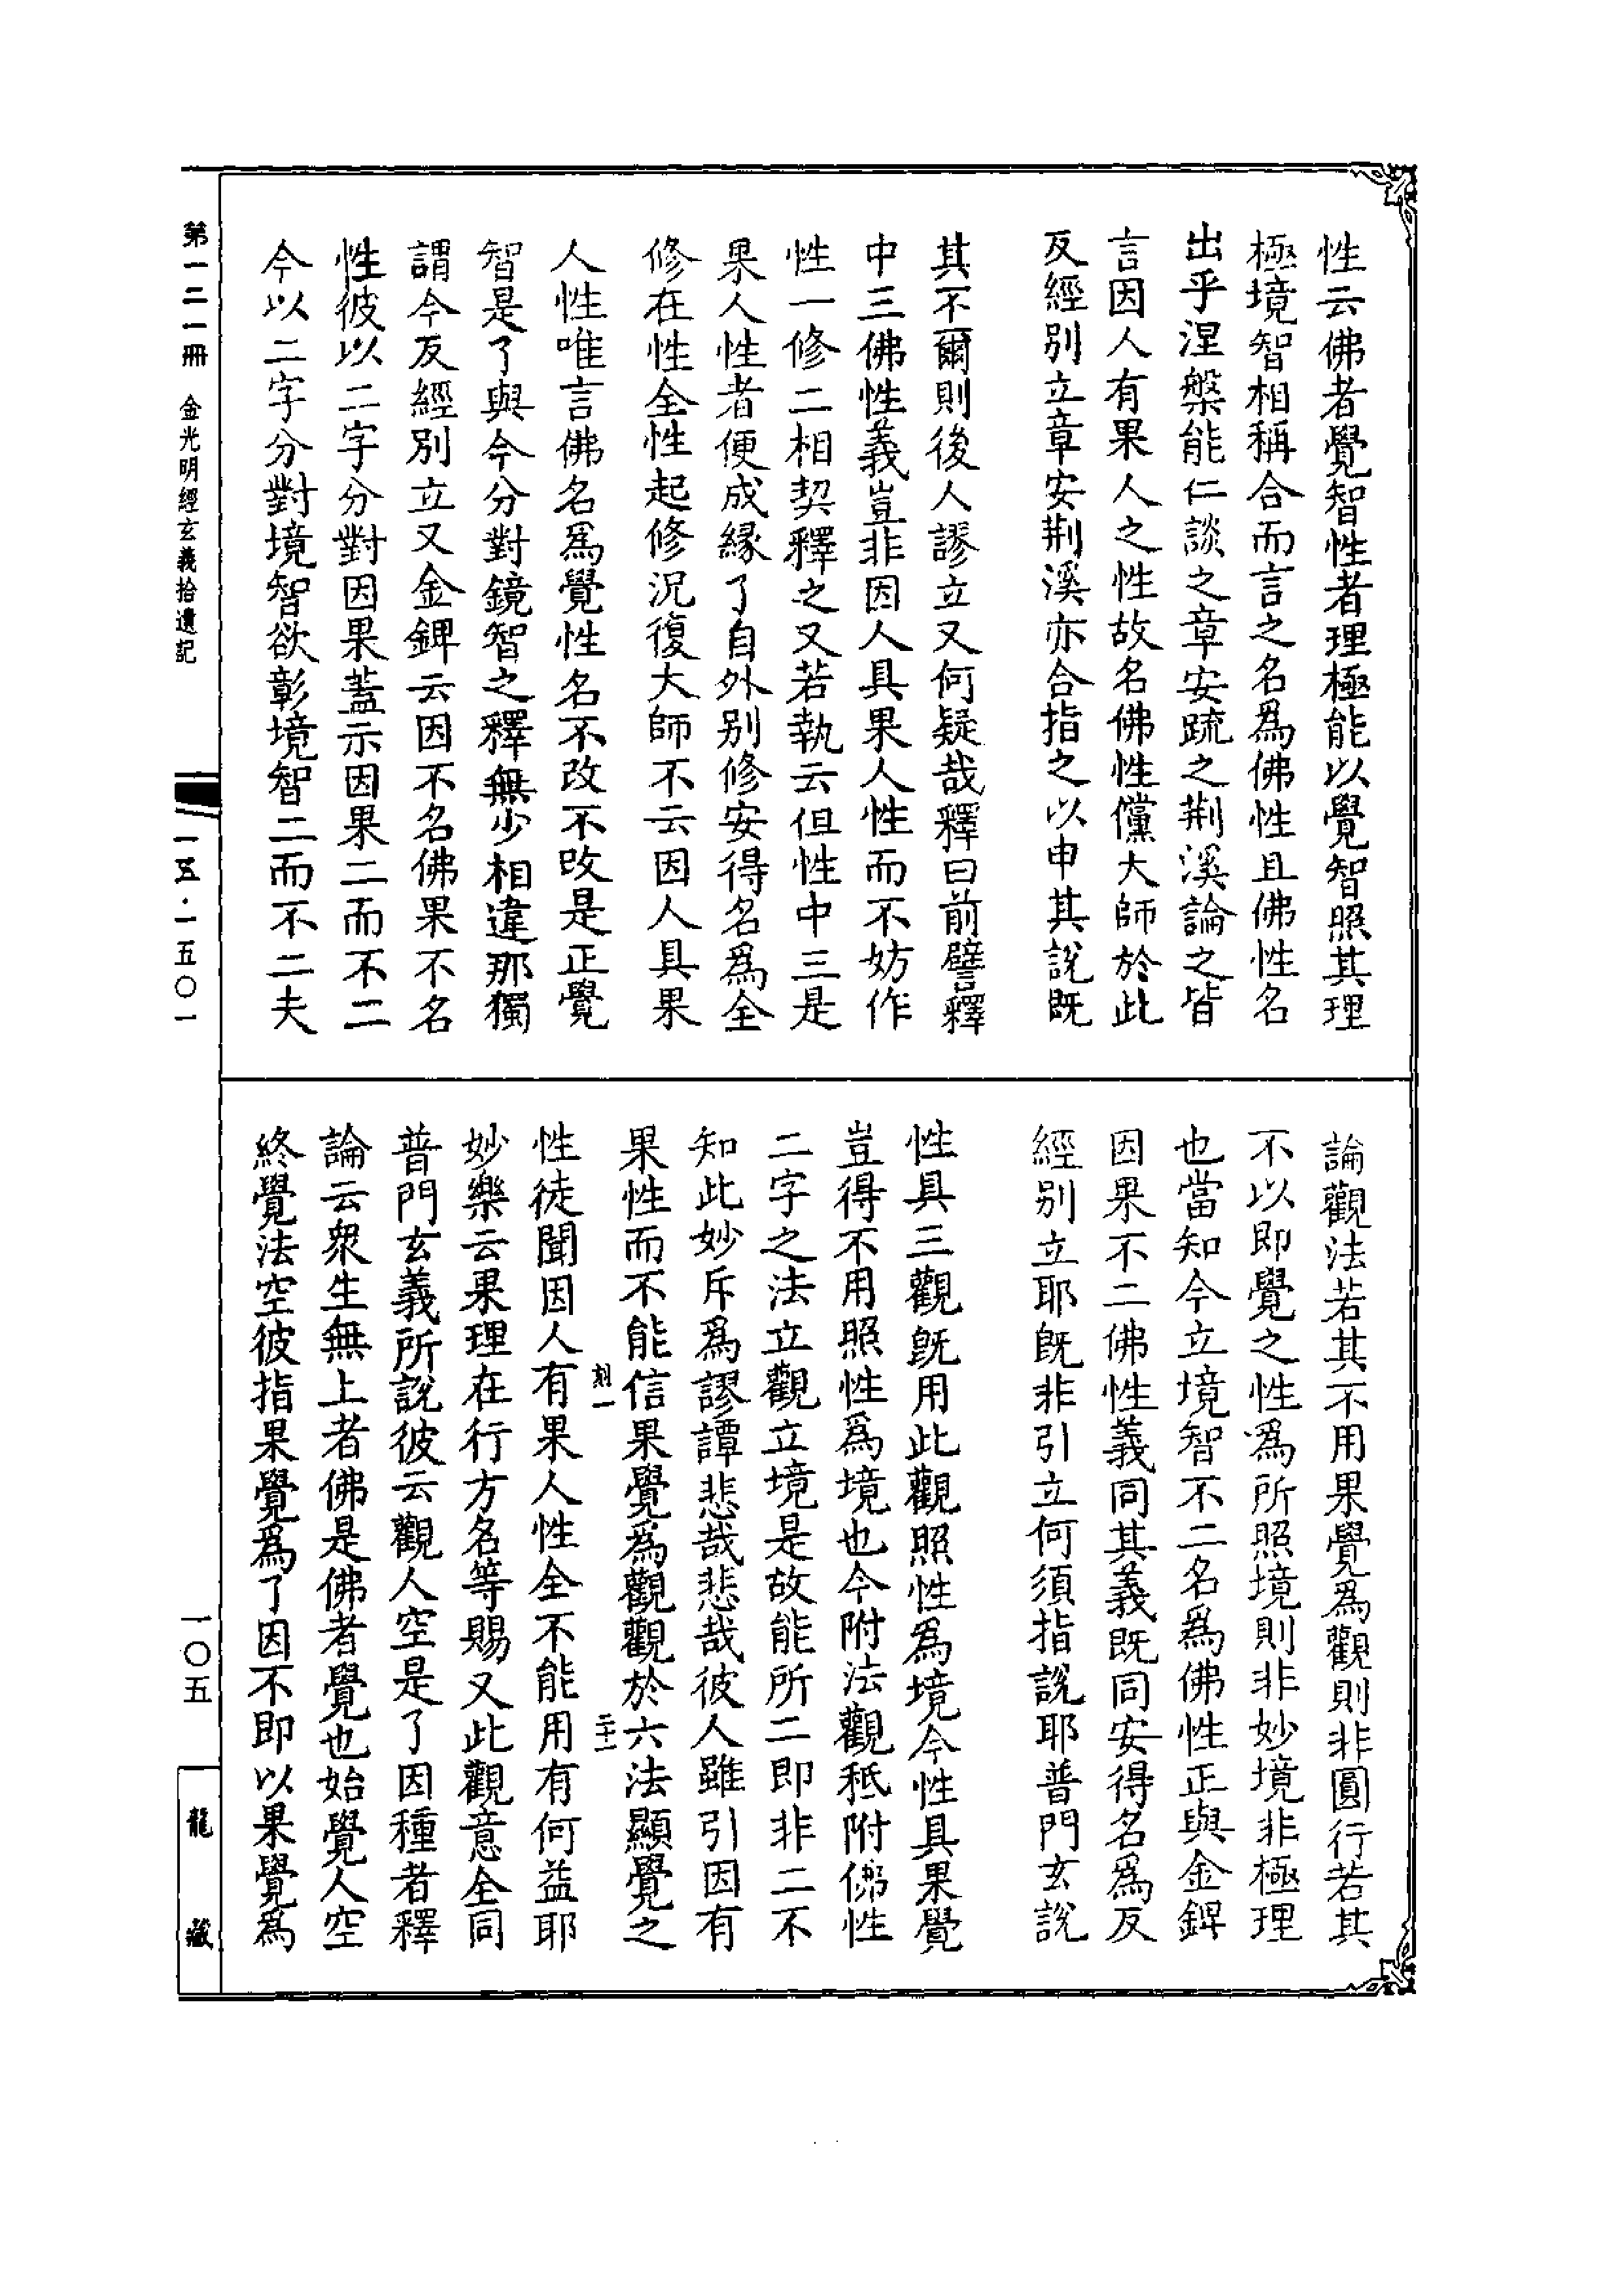 性云佛者覺智性者理極能以覺智照其理
極境智相稱合而言之名爲佛性且佛性名
出乎涅槃能仁談之章安疏之荆溪論之皆
言因人有果人之性故名佛性儻大師於此
反經別立章安荆溪亦合指之以申其說既
其不爾則後人謬立又何疑哉釋曰前譬釋
中三佛性義豈非因人具果人性而不妨作
性一修二相契釋之又若執云但性中三是
果人性者便成緣了自外別修安得名爲全
修在性全性起修況復大師不云因人具果
人性唯言佛名爲覺性名不改不改是正覺
智是了與今分對鏡智之釋無少相違那獨
謂今反經別立又金錍云因不名佛果不名
性彼以二字分對因果蓋示因果二而不二
今以二字分對境智欲彰境智二而不二夫
論觀法若其不用果覺爲觀則非圓行若其
不以即覺之性爲所照境則非妙境非極理
也當知今立境智不二名爲佛性正與金錍
因果不二佛性義同其義既同安得名爲反
經別立耶既非引立何須指說耶普門玄說
性具三觀既用此觀照性爲境今性具果覺
豈得不用照性爲境也今附法觀秖附佛性
二字之法立觀立境是故能所二即非二不
知此妙斥爲謬譚悲哉悲哉彼人雖引因有
果性而不能信果覺爲觀觀於六法顯覺之
刻一 二十一
性徒聞因人有果人性全不能用有何益耶
妙樂云果理在行方名等賜又此觀意全同
普門玄義所說彼云觀人空是了因種者釋
論云衆生無上者佛是佛者覺也始覺人空
終覺法空彼指果覺爲了因不即以果覺爲
第一二一冊 金光明經玄義拾遺記
一五·一五〇一
一〇五
龍藏